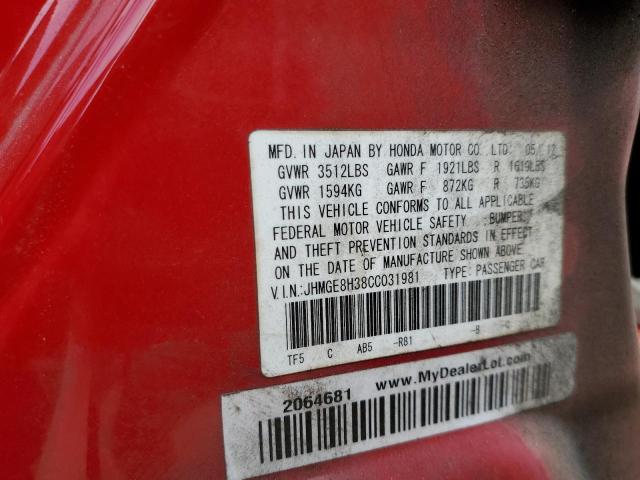 MFD. IN JAPAN BY HONDA MOTOR CO. LTD. 05/12
GVWR 3512LBS GAWR F 1921LBS R 1619LBS
GVWR 1594KG GAWR F 872KG R 735KG
THIS VEHICLE CONFORMS TO ALL APPLICABLE
FEDERAL MOTOR VEHICLE SAFETY, BUMPER,
AND THEFT PREVENTION STANDARDS IN EFFECT
ON THE DATE OF MANUFACTURE SHOWN ABOVE.
V.I.N.:JHMGE8H38CC031981 TYPE: PASSENGER CAR
TF5 C AB5 -R81 -B C
www.MyDealerLot.com
2064681